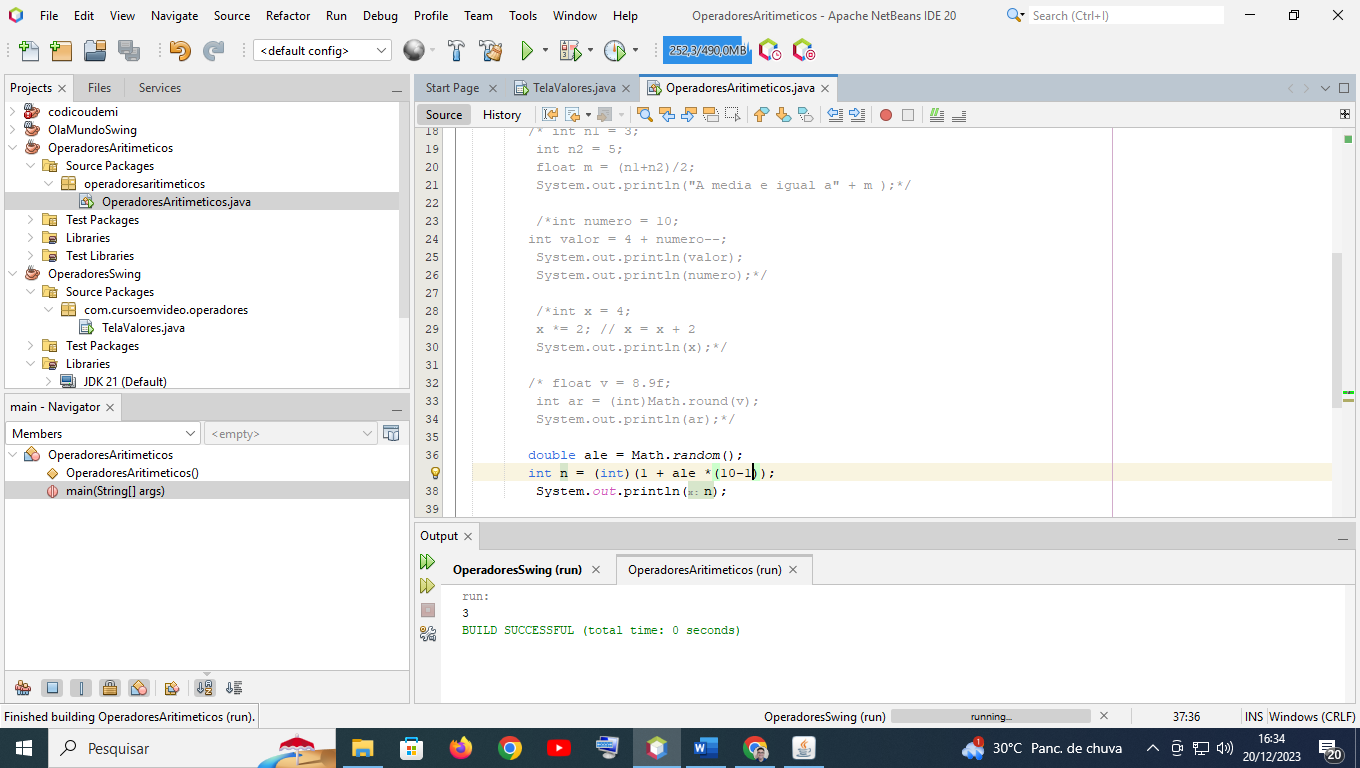 File Edit View Navigate Source Refactor Run Debug Profile Team Tools Window Help OperadoresAritimeticos - Apache NetBeans IDE 20 Search (Ctrl+I)
<default config> 252,3/490,0MB
Projects Files Services
codicoudemi
OlaMundoSwing
OperadoresAritimeticos
Source Packages
operadoresaritimeticos
OperadoresAritimeticos.java
Test Packages
Libraries
Test Libraries
OperadoresSwing
Source Packages
com.cursoemvideo.operadores
TelaValores.java
Test Packages
Libraries
JDK 21 (Default)
main - Navigator
Members <empty>
OperadoresAritimeticos
OperadoresAritimeticos()
main(String[] args)
Start Page TelaValores.java OperadoresAritimeticos.java
Source History
18 /* int n1 = 3;
19 int n2 = 5;
20 float m = (n1+n2)/2;
21 System.out.println("A media e igual a" + m );*/
22
23 /*int numero = 10;
24 int valor = 4 + numero--;
25 System.out.println(valor);
26 System.out.println(numero);*/
27
28 /*int x = 4;
29 x *= 2; // x = x + 2
30 System.out.println(x);*/
31
32 /* float v = 8.9f;
33 int ar = (int)Math.round(v);
34 System.out.println(ar);*/
35
36 double ale = Math.random();
int n = (int)(1 + ale *(10-1));
38 System.out.println(x: n);
39
Output
OperadoresSwing (run) OperadoresAritimeticos (run)
run:
3
BUILD SUCCESSFUL (total time: 0 seconds)
Finished building OperadoresAritimeticos (run). OperadoresSwing (run) running... 37:36 INS Windows (CRLF)
Pesquisar 1 30°C Panc. de chuva 16:34
20/12/2023 20